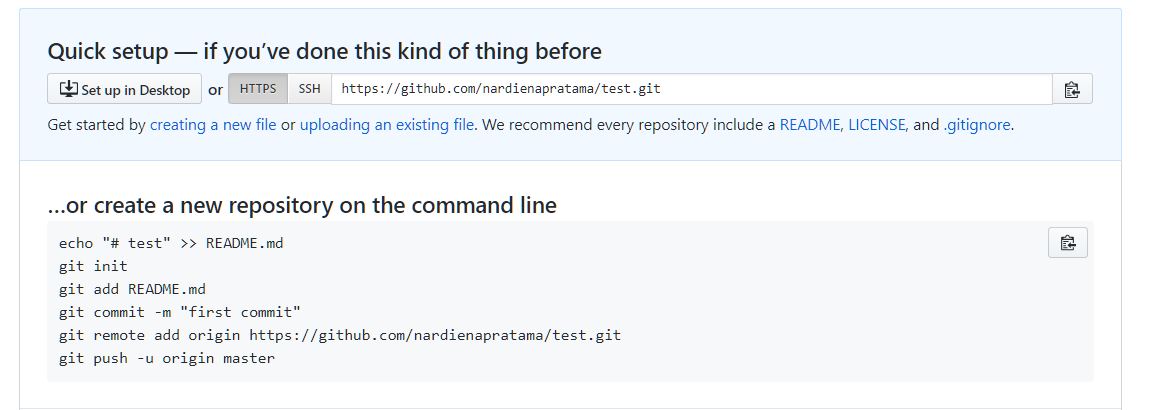 Quick setup — if you’ve done this kind of thing before
Set up in Desktop or HTTPS SSH https://github.com/nardienapratama/test.git
Get started by creating a new file or uploading an existing file. We recommend every repository include a README, LICENSE, and .gitignore.
…or create a new repository on the command line
echo "# test" >> README.md
git init
git add README.md
git commit -m "first commit"
git remote add origin https://github.com/nardienapratama/test.git
git push -u origin master